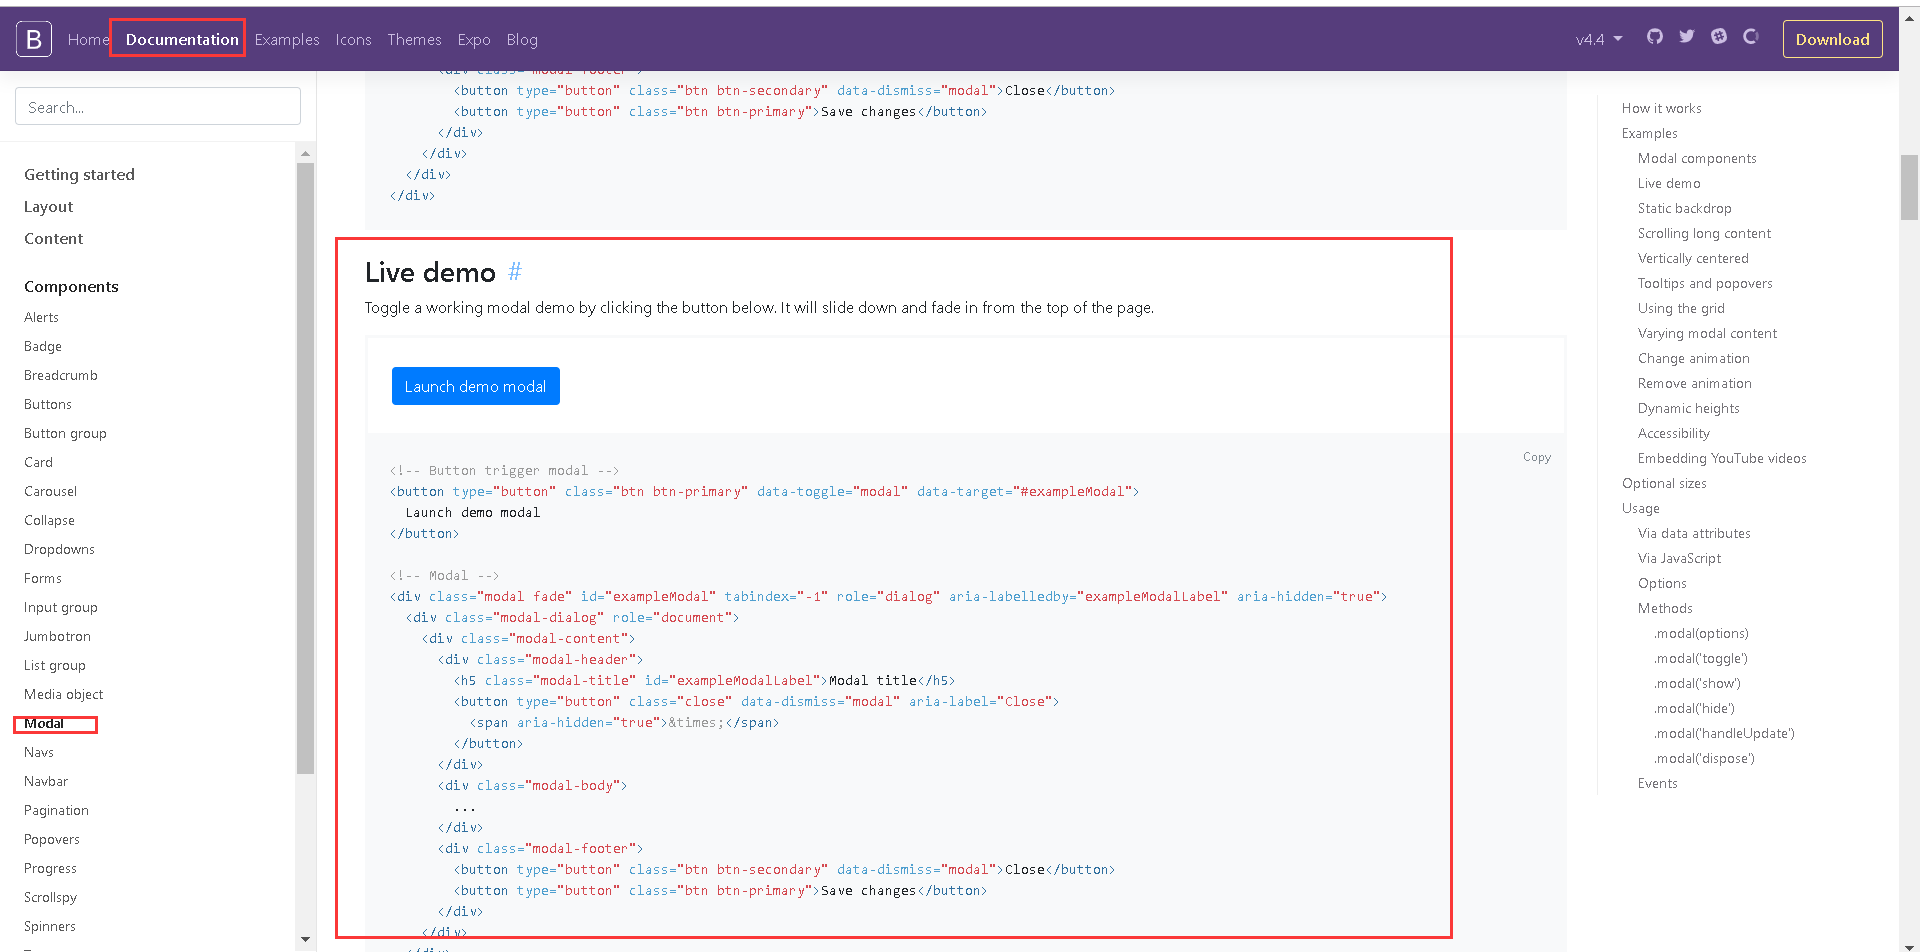 B Home Documentation Examples Icons Themes Expo Blog v4.4 Download
Search...
Getting started
Layout
Content
Components
Alerts
Badge
Breadcrumb
Buttons
Button group
Card
Carousel
Collapse
Dropdowns
Forms
Input group
Jumbotron
List group
Media object
Modal
Navs
Navbar
Pagination
Popovers
Progress
Scrollspy
Spinners
<div class="modal-footer">
<button type="button" class="btn btn-secondary" data-dismiss="modal">Close</button>
<button type="button" class="btn btn-primary">Save changes</button>
</div>
</div>
</div>
</div>
Live demo #
Toggle a working modal demo by clicking the button below. It will slide down and fade in from the top of the page.
Launch demo modal
Copy
<!-- Button trigger modal -->
<button type="button" class="btn btn-primary" data-toggle="modal" data-target="#exampleModal">
Launch demo modal
</button>
<!-- Modal -->
<div class="modal fade" id="exampleModal" tabindex="-1" role="dialog" aria-labelledby="exampleModalLabel" aria-hidden="true">
<div class="modal-dialog" role="document">
<div class="modal-content">
<div class="modal-header">
<h5 class="modal-title" id="exampleModalLabel">Modal title</h5>
<button type="button" class="close" data-dismiss="modal" aria-label="Close">
<span aria-hidden="true">&times;</span>
</button>
</div>
<div class="modal-body">
...
</div>
<div class="modal-footer">
<button type="button" class="btn btn-secondary" data-dismiss="modal">Close</button>
<button type="button" class="btn btn-primary">Save changes</button>
</div>
</div>
</div>
How it works
Examples
Modal components
Live demo
Static backdrop
Scrolling long content
Vertically centered
Tooltips and popovers
Using the grid
Varying modal content
Change animation
Remove animation
Dynamic heights
Accessibility
Embedding YouTube videos
Optional sizes
Usage
Via data attributes
Via JavaScript
Options
Methods
.modal(options)
.modal('toggle')
.modal('show')
.modal('hide')
.modal('handleUpdate')
.modal('dispose')
Events